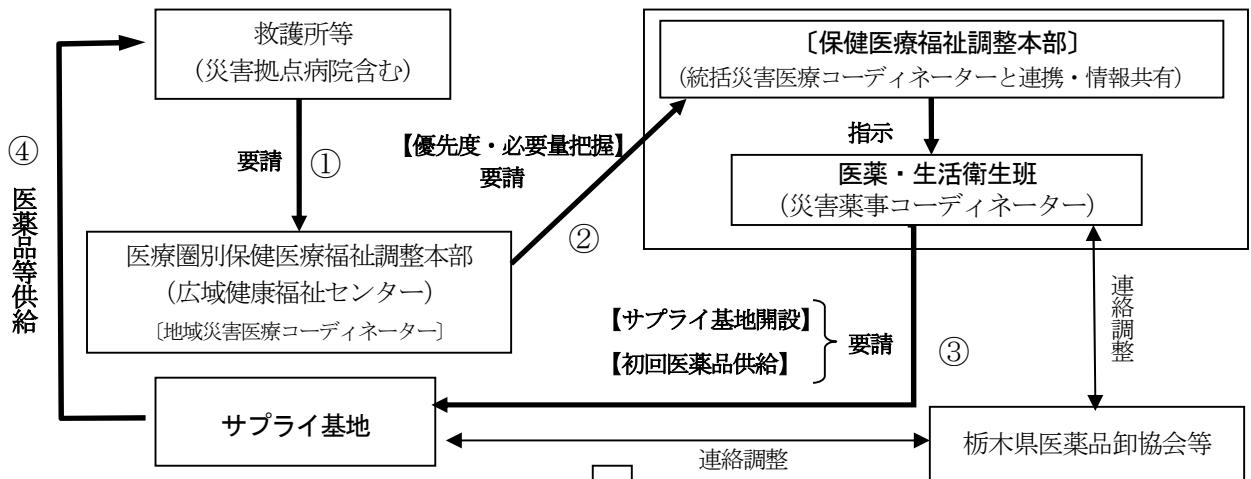 救護所等
（災害拠点病院含む）
〔保健医療福祉調整本部〕
（統括災害医療コーディネーターと連携・情報共有）
指示
医薬・生活衛生班
（災害薬事コーディネーター）
④
医薬品等供給
要請
①
【優先度・必要量把握】
要請
②
医療圏別保健医療福祉調整本部
（広域健康福祉センター）
〔地域災害医療コーディネーター〕
【サプライ基地開設】
【初回医薬品供給】
要請
③
連絡調整
サプライ基地
連絡調整
栃木県医薬品卸協会等